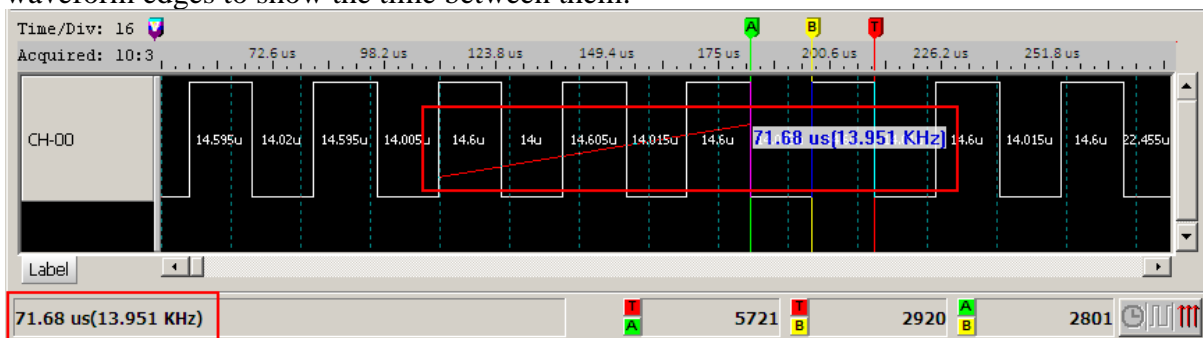 waveform edges to show the time between them.
Time/Div: 16
A B T
Acquired: 10:3 72.6 us 98.2 us 123.8 us 149.4 us 175 us 200.6 us 226.2 us 251.8 us
CH-00 14.595u 14.02u 14.595u 14.005u 14.6u 14u 14.605u 14.015u 14.6u 71.68 us(13.951 KHz) 14.6u 14.015u 14.6u 22.455u
Label
71.68 us(13.951 KHz) T A 5721 T B 2920 A B 2801